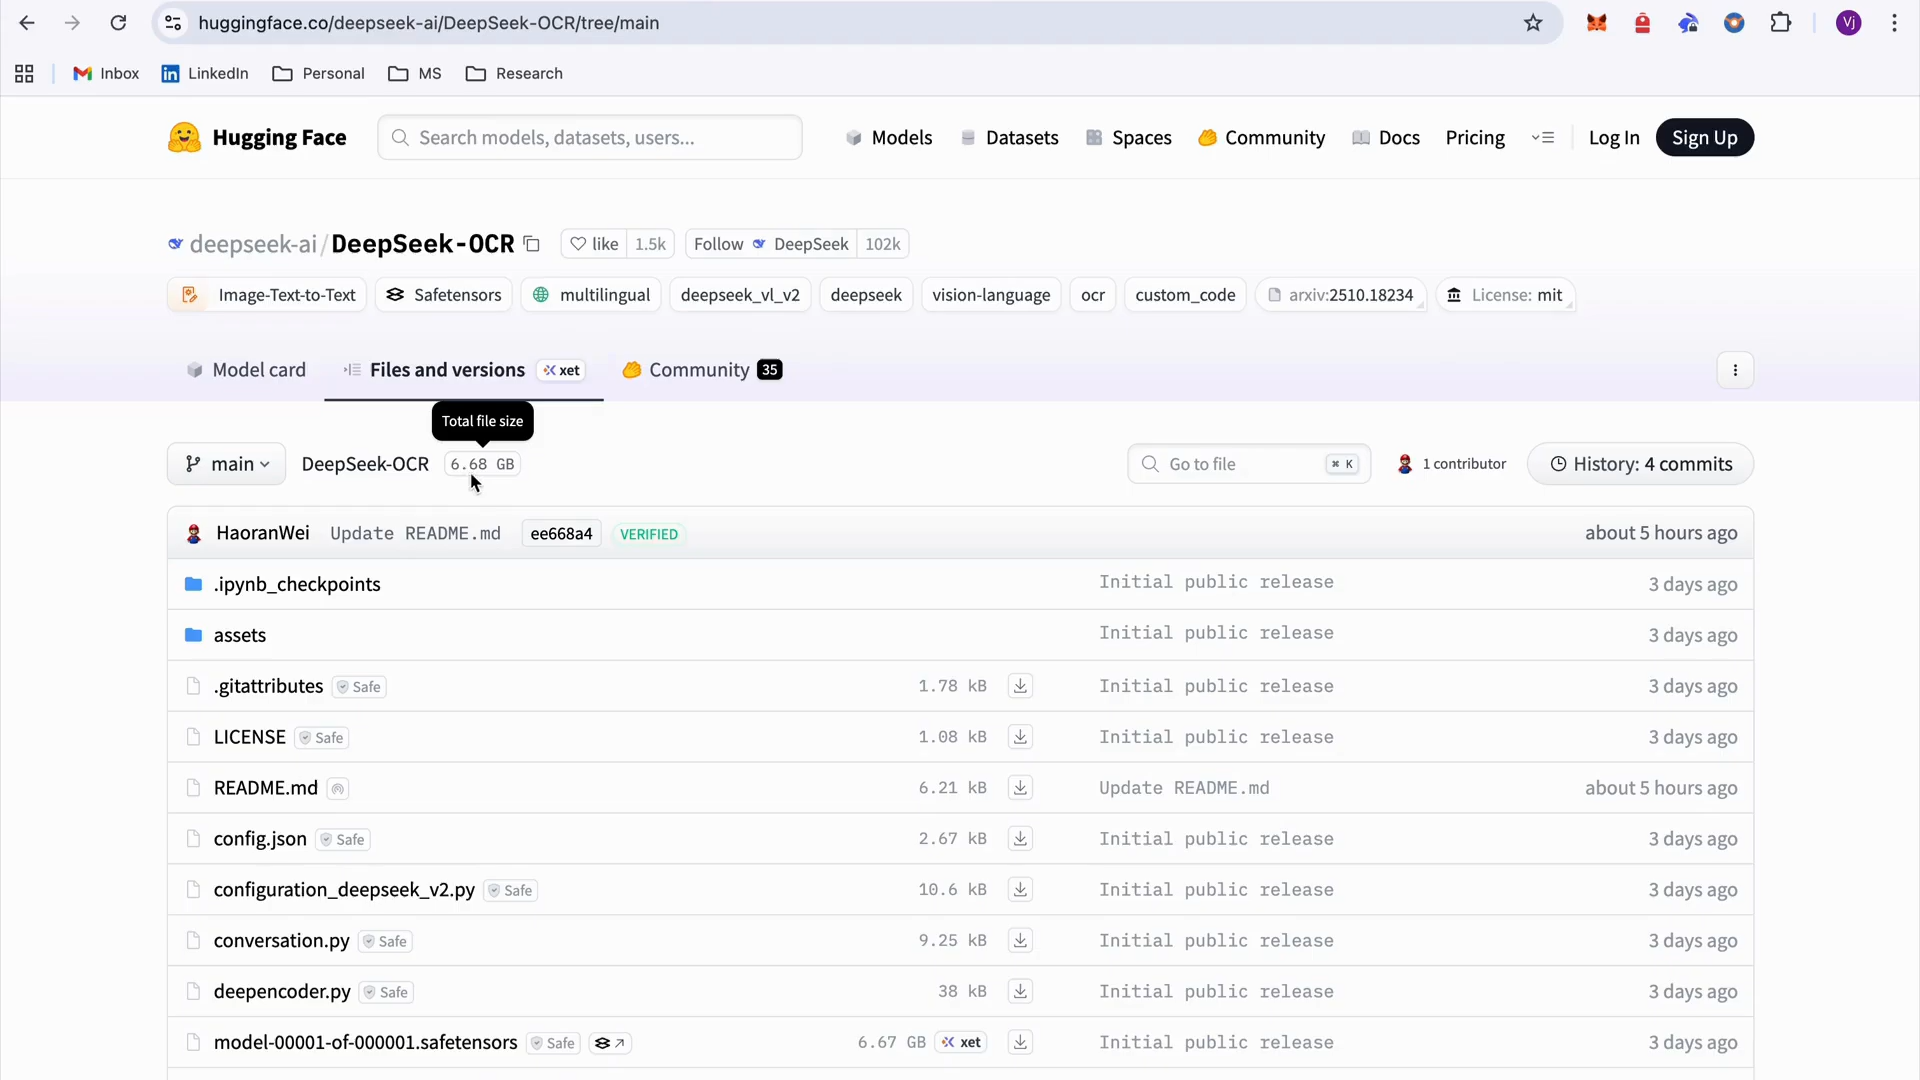 huggingface.co/deepseek-ai/DeepSeek-OCR/tree/main
Vj
Inbox LinkedIn Personal MS Research
Hugging Face Search models, datasets, users... Models Datasets Spaces Community Docs Pricing Log In Sign Up
deepseek-ai/DeepSeek-OCR like 1.5k Follow DeepSeek 102k
Image-Text-to-Text Safetensors multilingual deepseek_vl_v2 deepseek vision-language ocr custom_code arxiv:2510.18234 License: mit
Model card Files and versions xet Community 35
Total file size
main DeepSeek-OCR 6.68 GB Go to file ⌘ K 1 contributor History: 4 commits
HaoranWei Update README.md ee668a4 VERIFIED about 5 hours ago
.ipynb_checkpoints Initial public release 3 days ago
assets Initial public release 3 days ago
.gitattributes Safe 1.78 kB Initial public release 3 days ago
LICENSE Safe 1.08 kB Initial public release 3 days ago
README.md 6.21 kB Update README.md about 5 hours ago
config.json Safe 2.67 kB Initial public release 3 days ago
configuration_deepseek_v2.py Safe 10.6 kB Initial public release 3 days ago
conversation.py Safe 9.25 kB Initial public release 3 days ago
deepencoder.py Safe 38 kB Initial public release 3 days ago
model-00001-of-000001.safetensors Safe 6.67 GB xet Initial public release 3 days ago